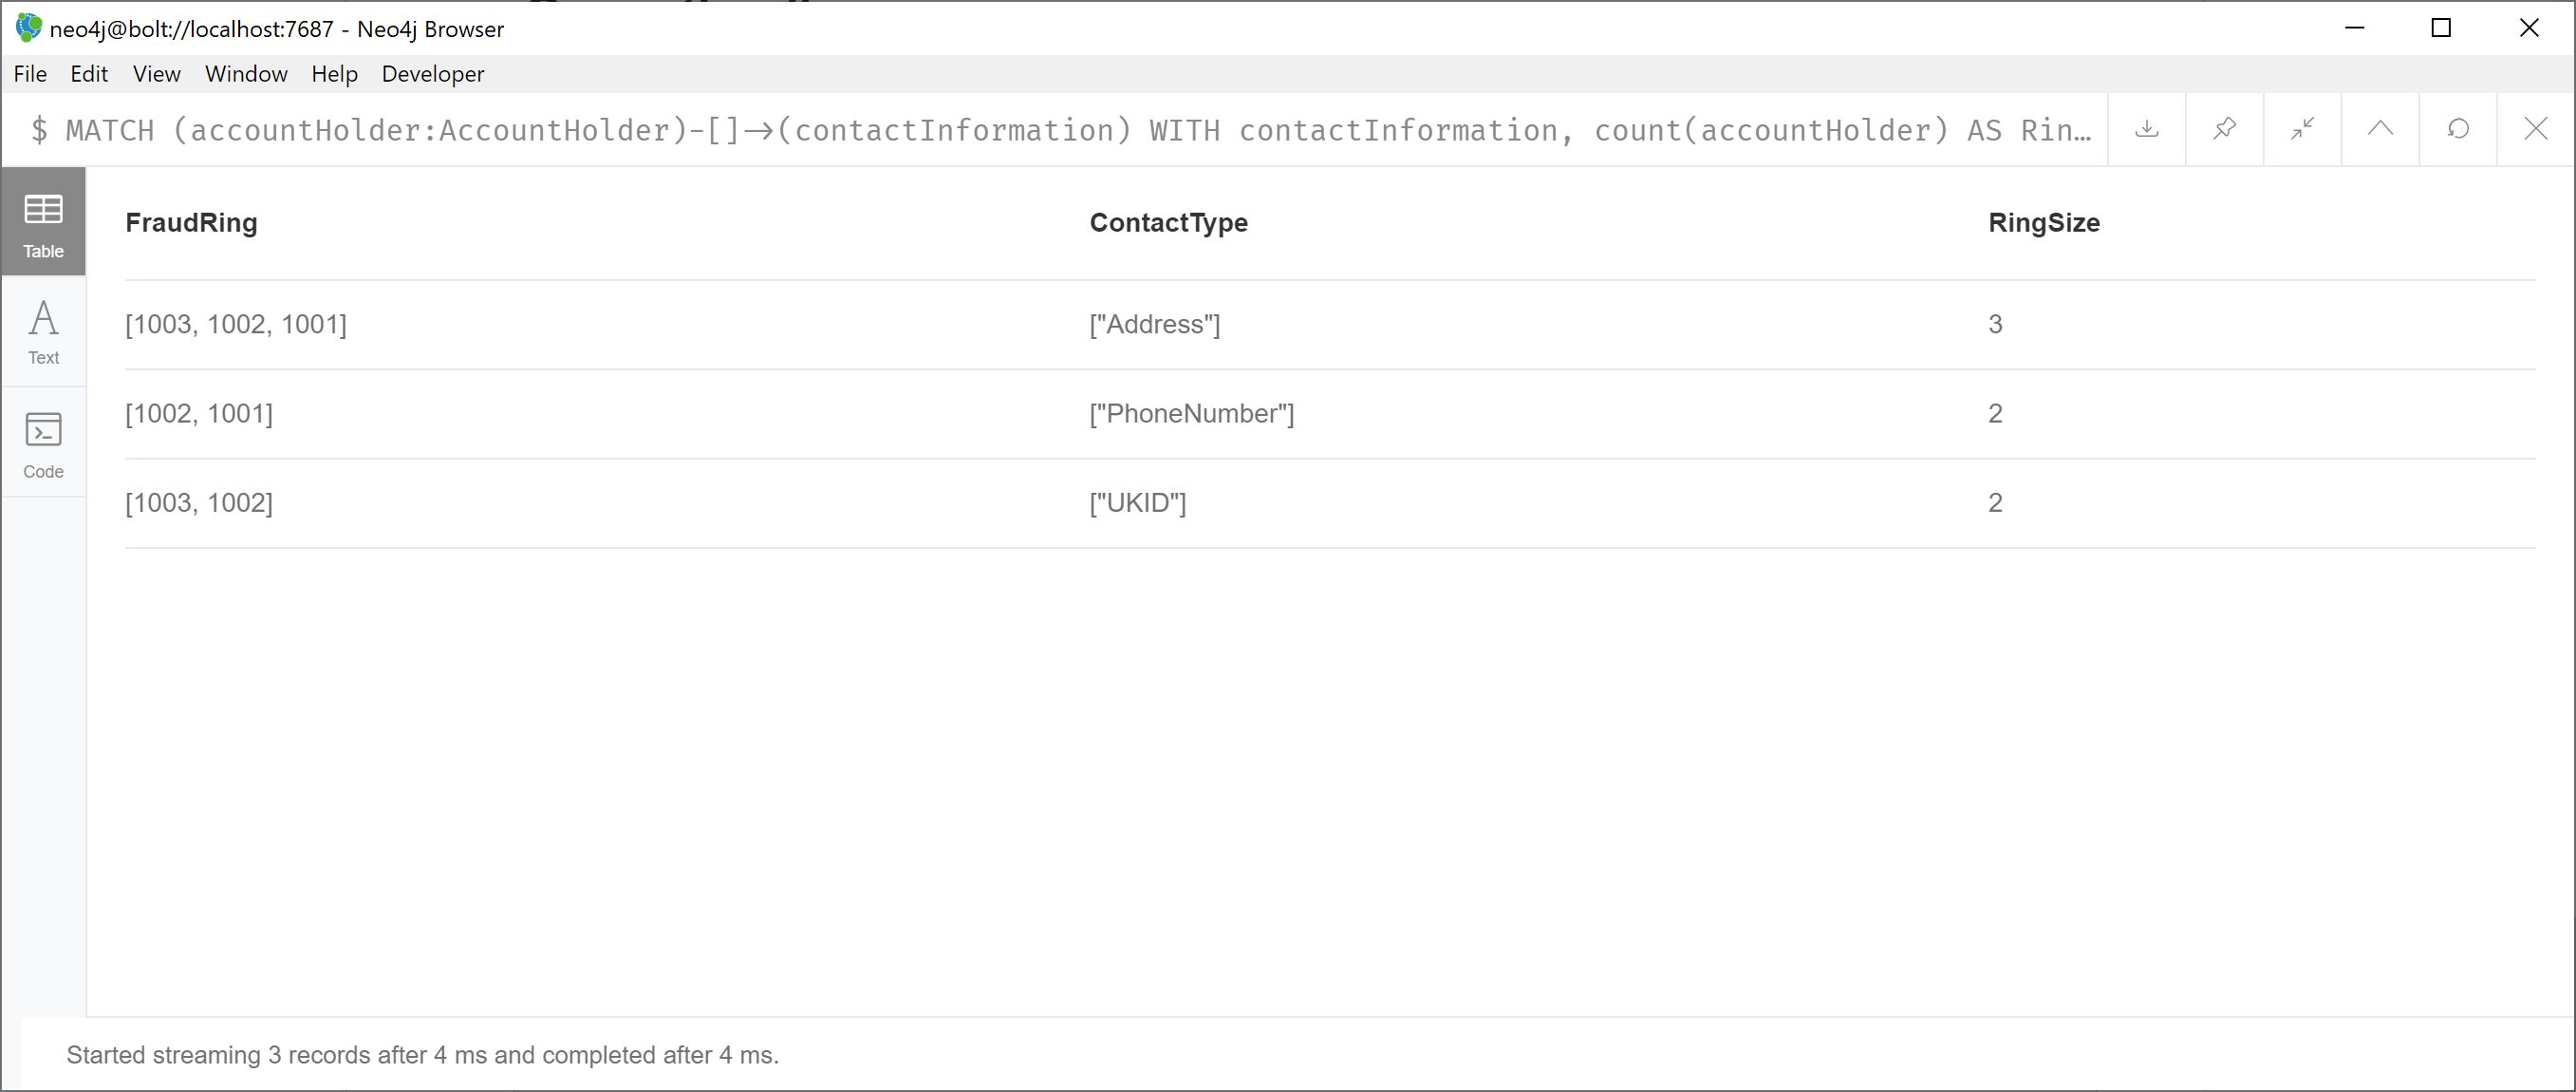 neo4j@bolt://localhost:7687 - Neo4j Browser
File Edit View Window Help Developer
$ MATCH (accountHolder:AccountHolder)-[]->(contactInformation) WITH contactInformation, count(accountHolder) AS Rin…
Table
Text
Code
FraudRing ContactType RingSize
[1003, 1002, 1001] ["Address"] 3
[1002, 1001] ["PhoneNumber"] 2
[1003, 1002] ["UKID"] 2
Started streaming 3 records after 4 ms and completed after 4 ms.